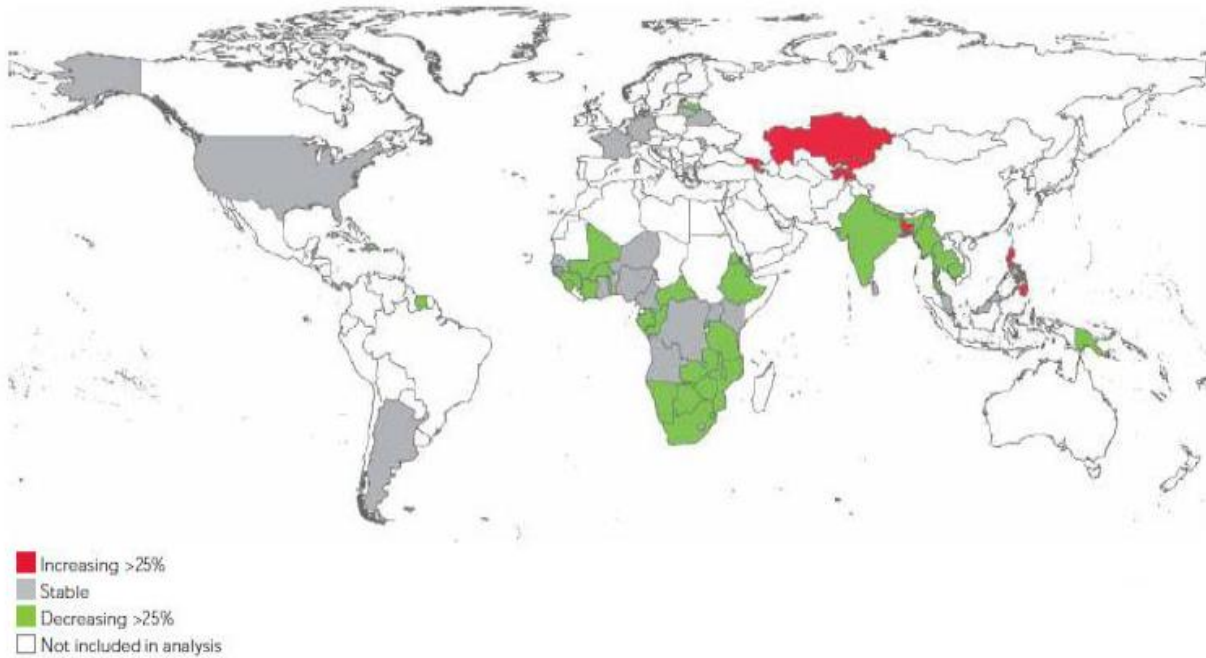 Increasing >25%
Stable
Decreasing >25%
Not included in analysis